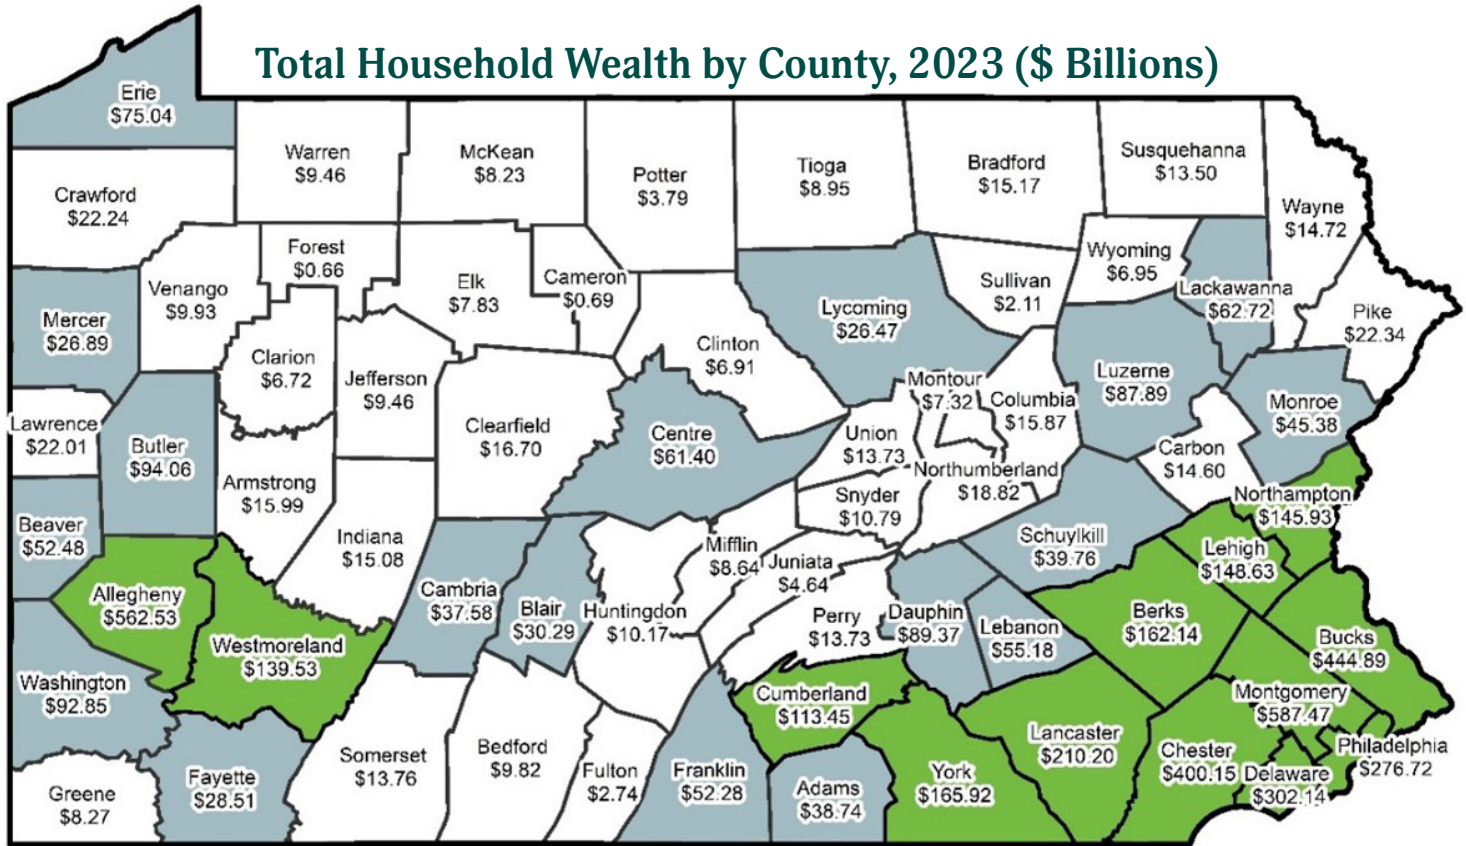 Total Household Wealth by County, 2023 ($ Billions)
Erie
$75.04
Warren
$9.46
McKean
$8.23
Potter
$3.79
Tioga
$8.95
Bradford
$15.17
Susquehanna
$13.50
Wayne
$14.72
Crawford
$22.24
Forest
$0.66
Venango
$9.93
Elk
$7.83
Cameron
$0.69
Wyoming
$6.95
Sullivan
$2.11
Lackawanna
$62.72
Mercer
$26.89
Lycoming
$26.47
Pike
$22.34
Clarion
$6.72
Jefferson
$9.46
Clinton
$6.91
Montour
$7.32
Columbia
$15.87
Luzerne
$87.89
Monroe
$45.38
Lawrence
$22.01
Butler
$94.06
Clearfield
$16.70
Centre
$61.40
Union
$13.73
Northumberland
$18.82
Carbon
$14.60
Armstrong
$15.99
Snyder
$10.79
Northampton
$145.93
Beaver
$52.48
Indiana
$15.08
Mifflin
$8.64
Juniata
$4.64
Schuylkill
$39.76
Lehigh
$148.63
Allegheny
$562.53
Cambria
$37.58
Blair
$30.29
Huntingdon
$10.17
Perry
$13.73
Dauphin
$89.37
Lebanon
$55.18
Berks
$162.14
Bucks
$444.89
Westmoreland
$139.53
Washington
$92.85
Cumberland
$113.45
Montgomery
$587.47
Somerset
$13.76
Bedford
$9.82
Fulton
$2.74
Franklin
$52.28
Adams
$38.74
York
$165.92
Lancaster
$210.20
Chester
$400.15
Delaware
$302.14
Philadelphia
$276.72
Greene
$8.27
Fayette
$28.51